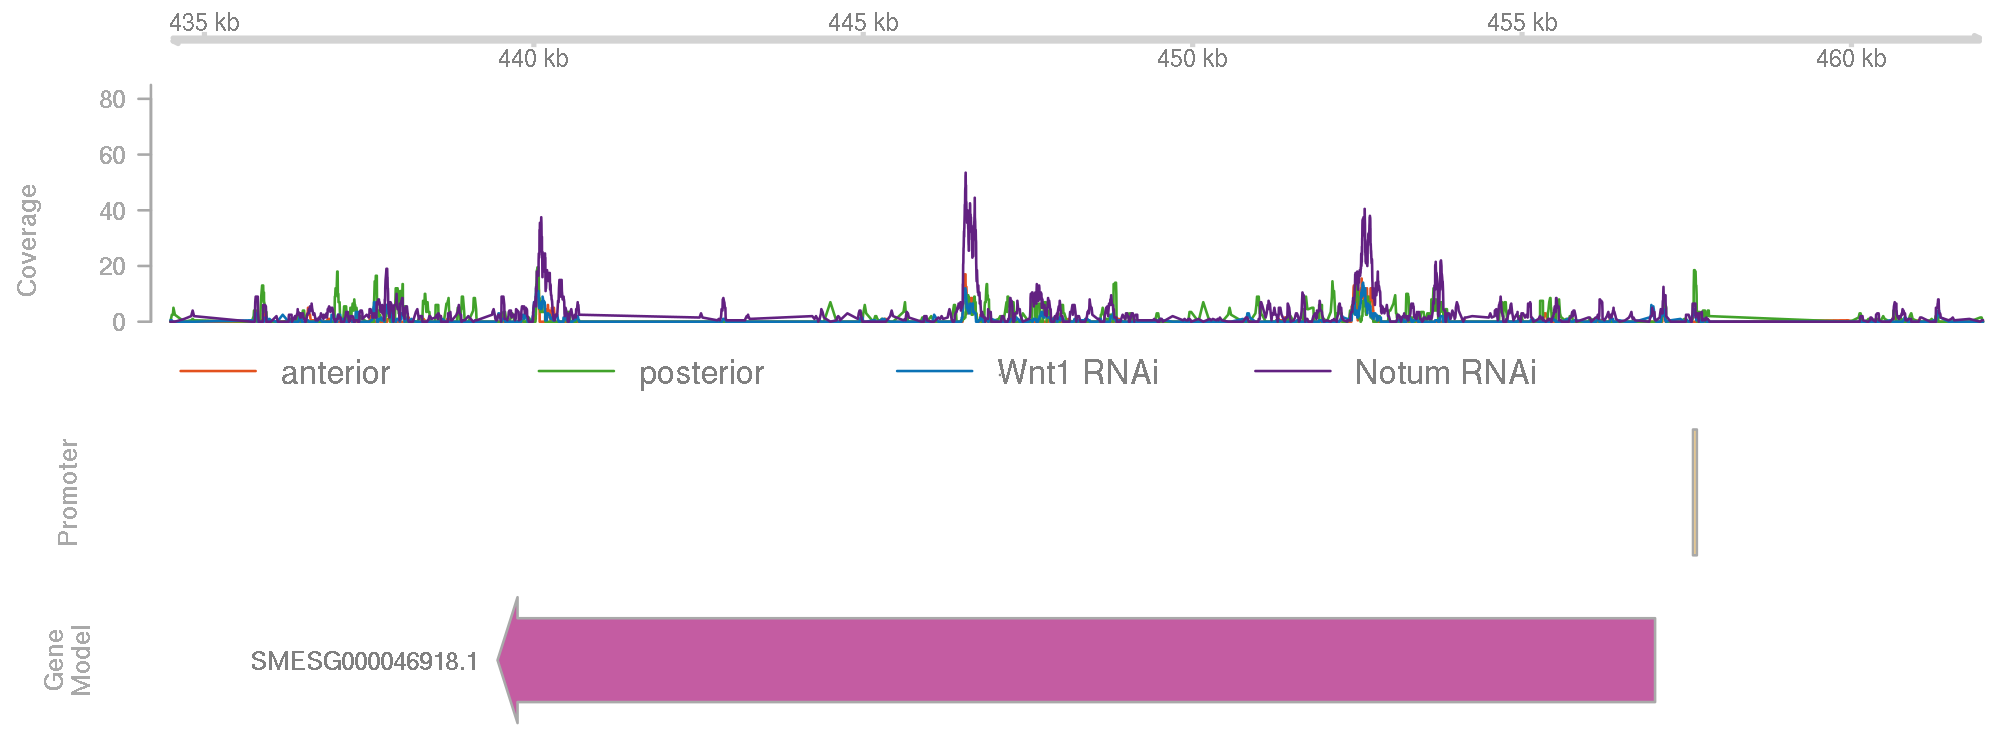 435 kb 445 kb 455 kb
440 kb 450 kb 460 kb
80
60
40
20
0
Coverage
anterior posterior Wnt1 RNAi Notum RNAi
Promoter
Gene
Model
SMESG000046918.1